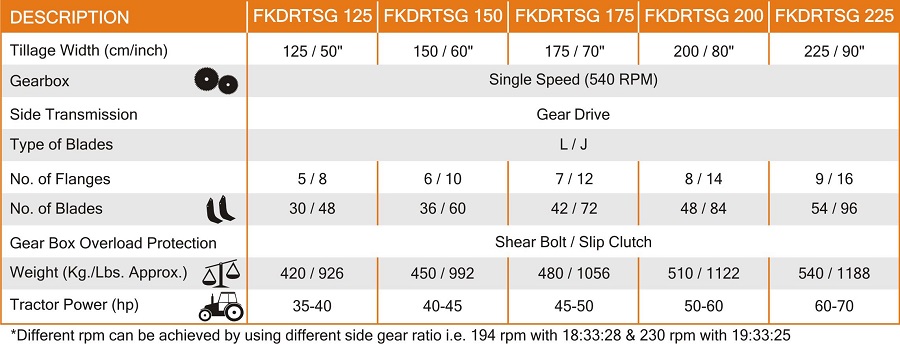 DESCRIPTION FKDRTSG 125 FKDRTSG 150 FKDRTSG 175 FKDRTSG 200 FKDRTSG 225
Tillage Width (cm/inch) 125 / 50" 150 / 60" 175 / 70" 200 / 80" 225 / 90"
Gearbox Single Speed (540 RPM)
Side Transmission Gear Drive
Type of Blades L / J
No. of Flanges 5 / 8 6 / 10 7 / 12 8 / 14 9 / 16
No. of Blades 30 / 48 36 / 60 42 / 72 48 / 84 54 / 96
Gear Box Overload Protection Shear Bolt / Slip Clutch
Weight (Kg./Lbs. Approx.) 420 / 926 450 / 992 480 / 1056 510 / 1122 540 / 1188
Tractor Power (hp) 35-40 40-45 45-50 50-60 60-70
*Different rpm can be achieved by using different side gear ratio i.e. 194 rpm with 18:33:28 & 230 rpm with 19:33:25